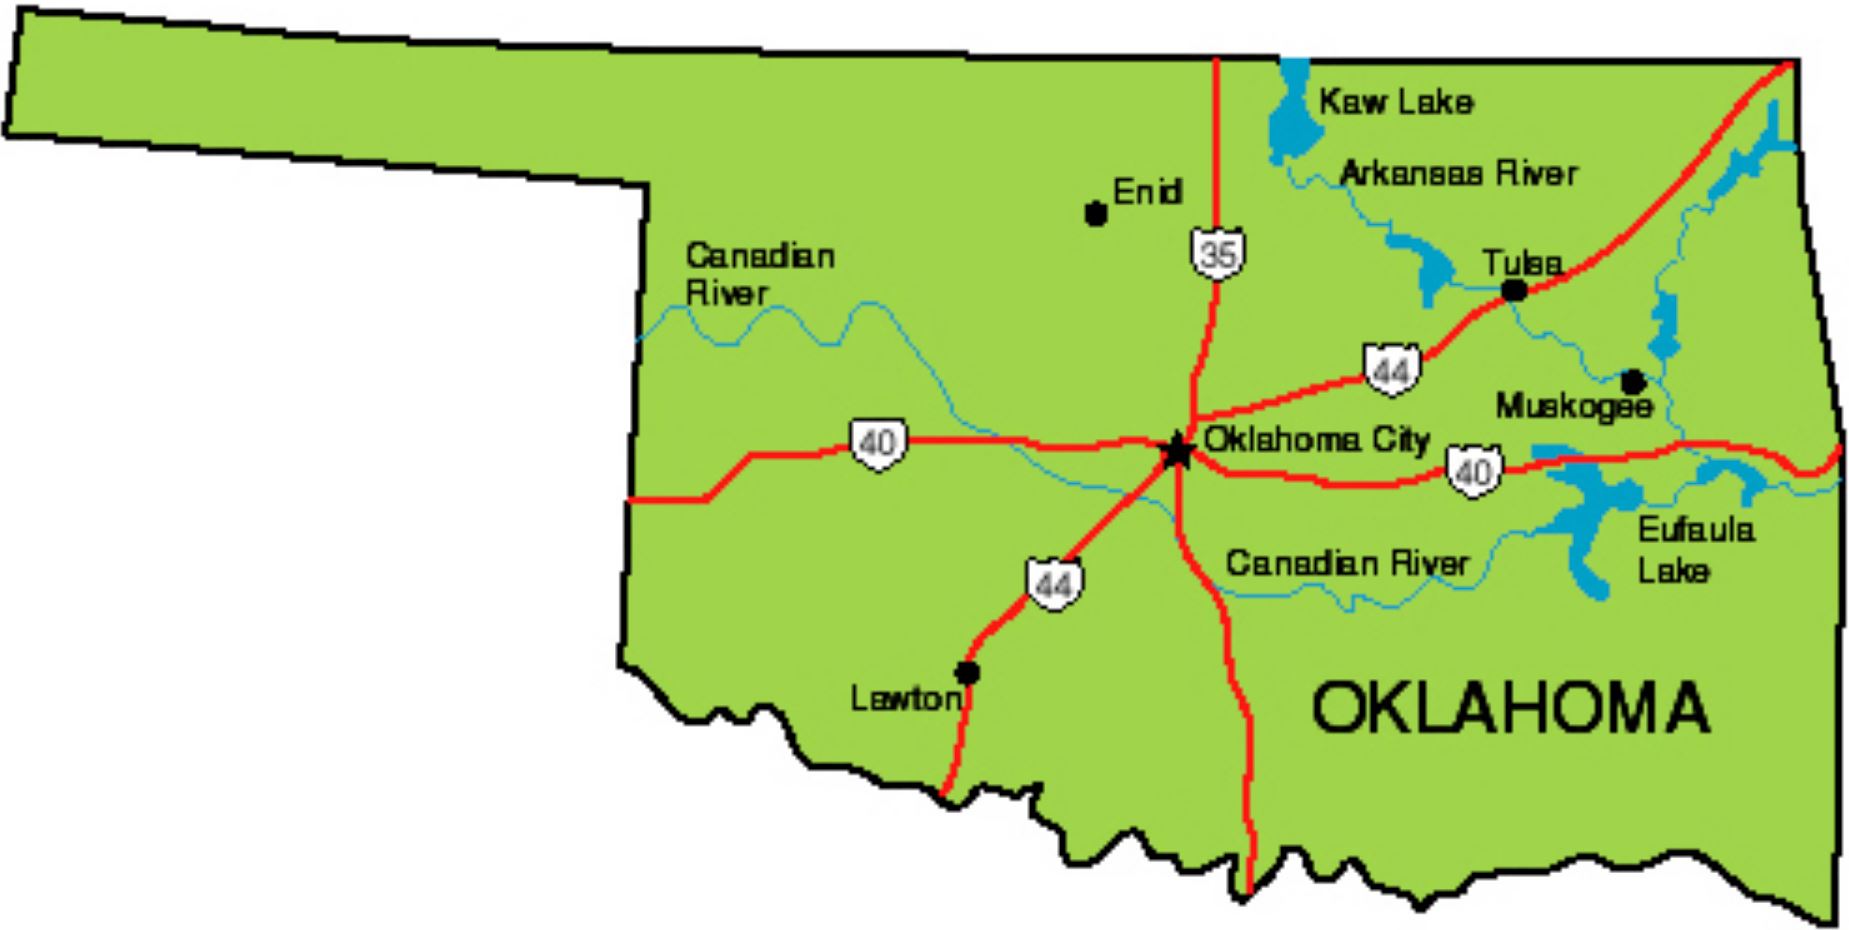 Kaw Lake
Arkansas River
Enid
Canadian
River
35
Tulsa
44
Muskogee
40
Oklahoma City
40
Eufaula
Lake
Canadian River
44
Lawton
OKLAHOMA